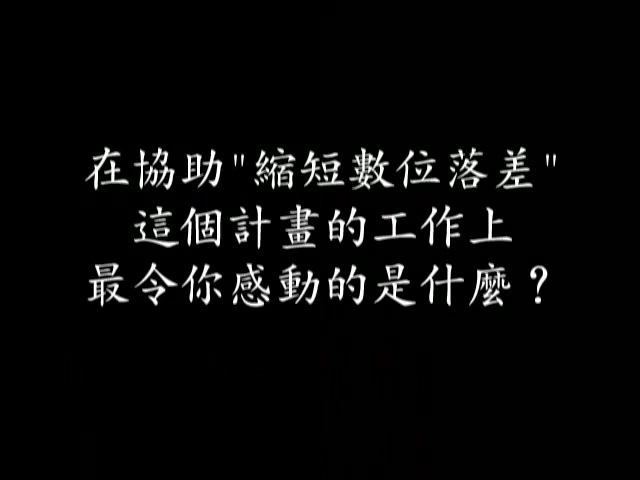 在協助"縮短數位落差"
這個計畫的工作上
最令你感動的是什麼？